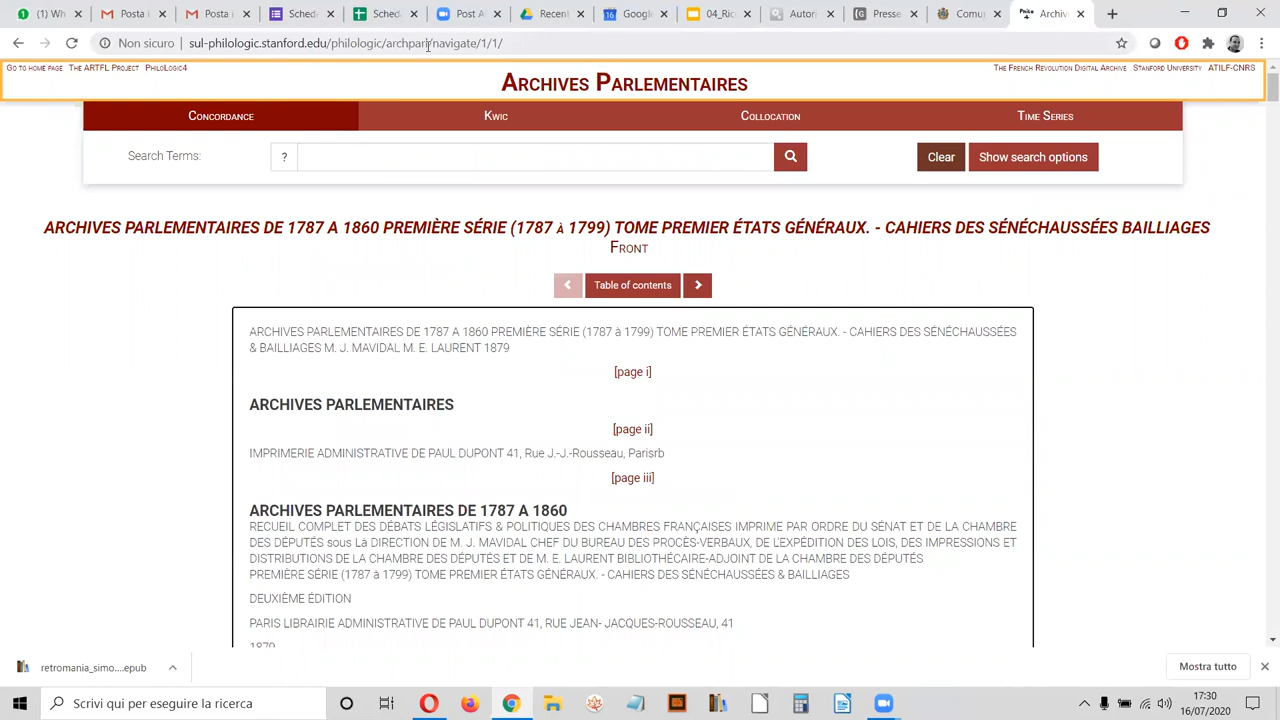 (1) W
Medi
Sched
Post A
Sched
Post A
Il mio
16 Google
04_Ric
Autori
Presse
Comu
Archiv
Non sicuro sul-philologic.stanford.edu/philologic/archparl/navigate/1/1/
Go to home page The ARTFL Project PhiloLogic4
The French Revolution Digital Archive Stanford University ATILF-CNRS
Archives Parlementaires
Concordance Kwic Collocation Time Series
Search Terms: ? Clear Show search options
ARCHIVES PARLEMENTAIRES DE 1787 A 1860 PREMIÈRE SÉRIE (1787 à 1799) TOME PREMIER ÉTATS GÉNÉRAUX. - CAHIERS DES SÉNÉCHAUSSÉES BAILLIAGES
Front
Table of contents
ARCHIVES PARLEMENTAIRES DE 1787 A 1860 PREMIÈRE SÉRIE (1787 à 1799) TOME PREMIER ÉTATS GÉNÉRAUX. - CAHIERS DES SÉNÉCHAUSSÉES
& BAILLIAGES M. J. MAVIDAL M. E. LAURENT 1879
[page i]
ARCHIVES PARLEMENTAIRES
[page ii]
IMPRIMERIE ADMINISTRATIVE DE PAUL DUPONT 41, Rue J.-J.-Rousseau, Parisrb
[page iii]
ARCHIVES PARLEMENTAIRES DE 1787 A 1860
RECUEIL COMPLET DES DÉBATS LÉGISLATIFS & POLITIQUES DES CHAMBRES FRANÇAISES IMPRIME PAR ORDRE DU SÉNAT ET DE LA CHAMBRE
DES DÉPUTÉS sous Là DIRECTION DE M. J. MAVIDAL CHEF DU BUREAU DES PROCÈS-VERBAUX, DE L'EXPÉDITION DES LOIS, DES IMPRESSIONS ET
DISTRIBUTIONS DE LA CHAMBRE DES DÉPUTÉS ET DE M. E. LAURENT BIBLIOTHÉCAIRE-ADJOINT DE LA CHAMBRE DES DÉPUTÉS
PREMIÈRE SÉRIE (1787 à 1799) TOME PREMIER ÉTATS GÉNÉRAUX. - CAHIERS DES SÉNÉCHAUSSÉES & BAILLIAGES
DEUXIÈME ÉDITION
PARIS LIBRAIRIE ADMINISTRATIVE DE PAUL DUPONT 41, RUE JEAN- JACQUES-ROUSSEAU, 41
1879
retromania_simo....epub
Mostra tutto
Scrivi qui per eseguire la ricerca
17:30
16/07/2020